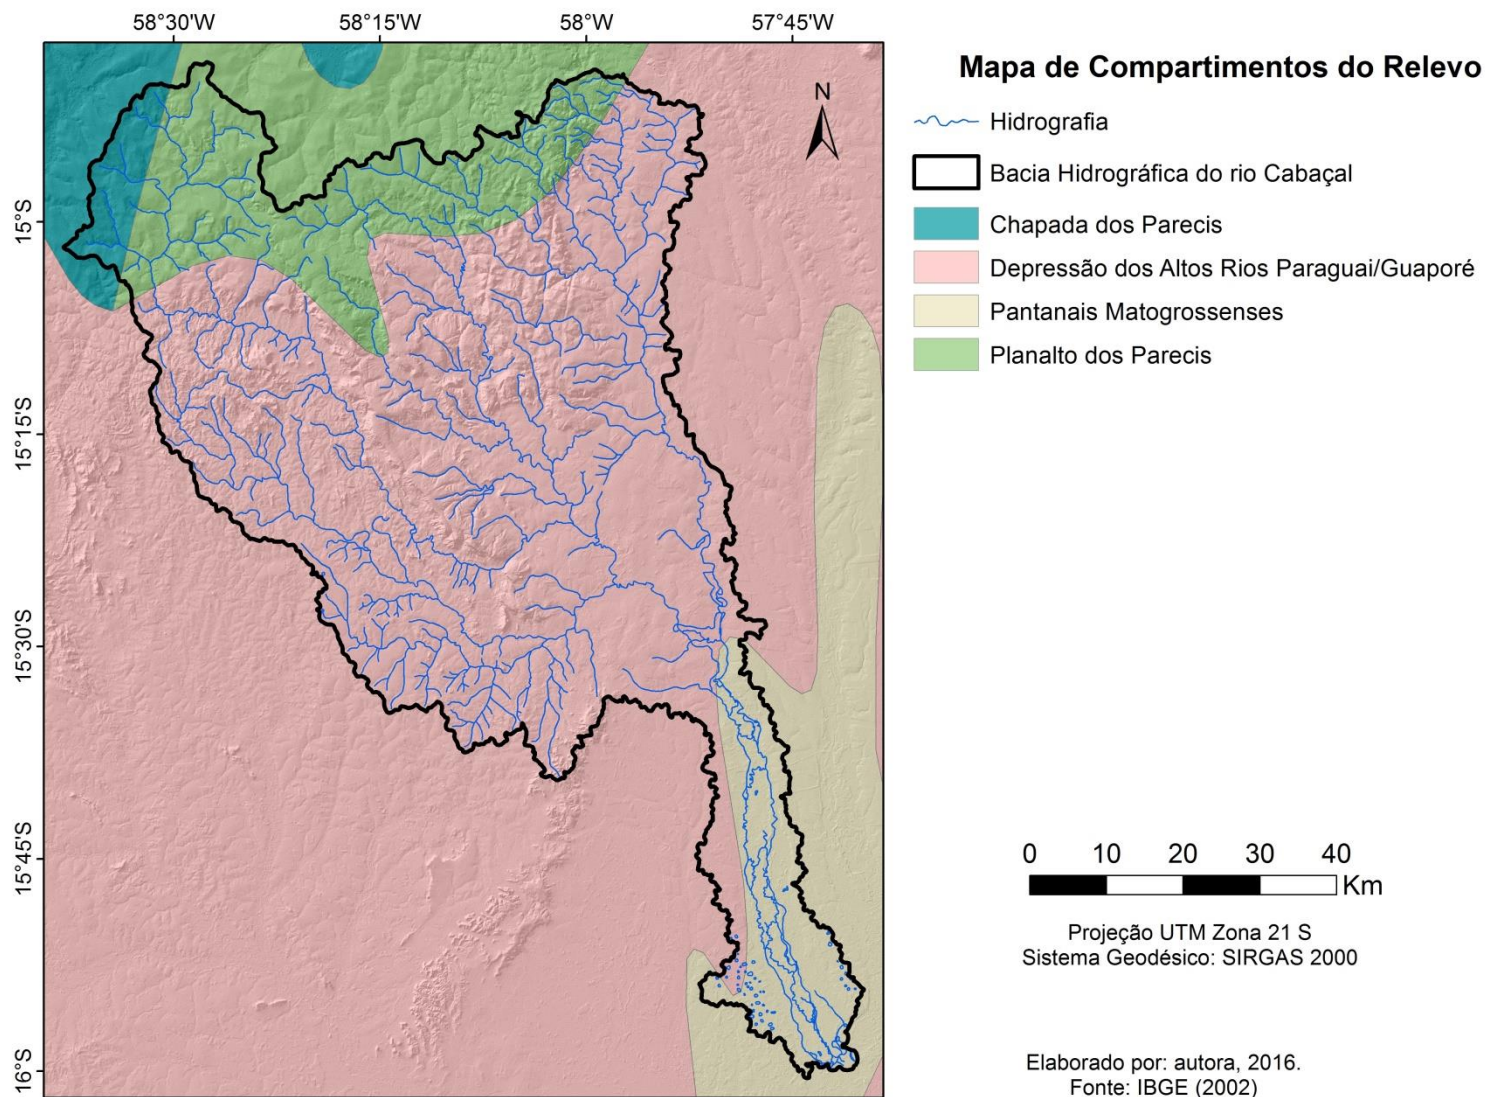 58°30'W 58°15'W 58°W 57°45'W
Mapa de Compartimentos do Relevo
N
Hidrografia
Bacia Hidrográfica do rio Cabaçal
Chapada dos Parecis
Depressão dos Altos Rios Paraguai/Guaporé
Pantanais Matogrossenses
Planalto dos Parecis
15°S
15°15'S
15°30'S
15°45'S
16°S
0 10 20 30 40
Km
Projeção UTM Zona 21 S
Sistema Geodésico: SIRGAS 2000
Elaborado por: autora, 2016.
Fonte: IBGE (2002)